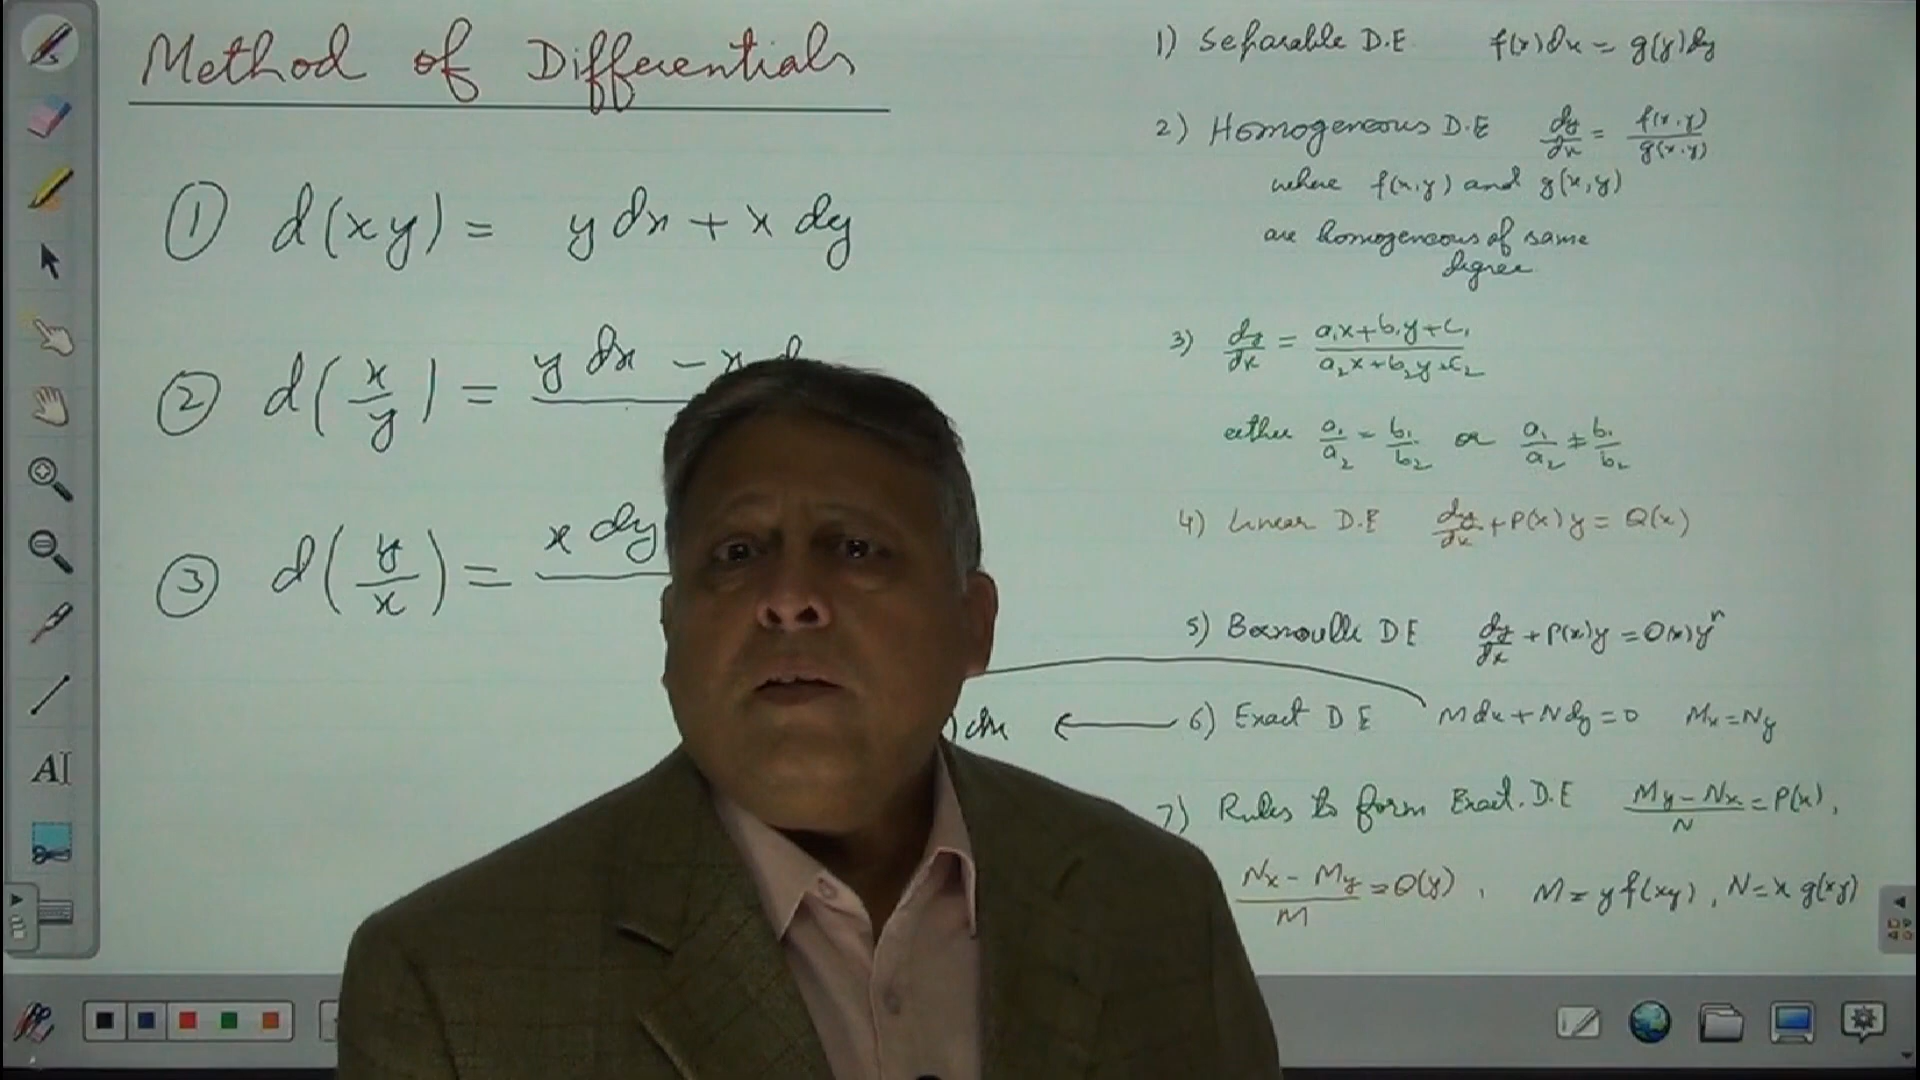 Method of Differentials
① d(xy) = y dx + x dy
② d(x/y) = y dx - x d
③ d(y/x) = x dy
) dx
1) Separable D.E f(x)dx = g(y)dy
2) Homogeneous D.E dy/dx = f(x,y)/g(x,y)
where f(x,y) and g(x,y)
are homogeneous of same
degree
3) dy/dx = a₁x+b₁y+c₁/a₂x+b₂y+c₂
either a₁/a₂ = b₁/b₂ or a₁/a₂ ≠ b₁/b₂
4) Linear D.E dy/dx + P(x)y = Q(x)
5) Bernoulli D E dy/dx + P(x)y = Q(x)yⁿ
6) Exact D E Mdx + Ndy = 0 Mx = Ny
7) Rules to form Exact. D.E My - Nx/N = P(x),
Nx - My/M = Q(y), M = y f(xy), N = x g(xy)
AI